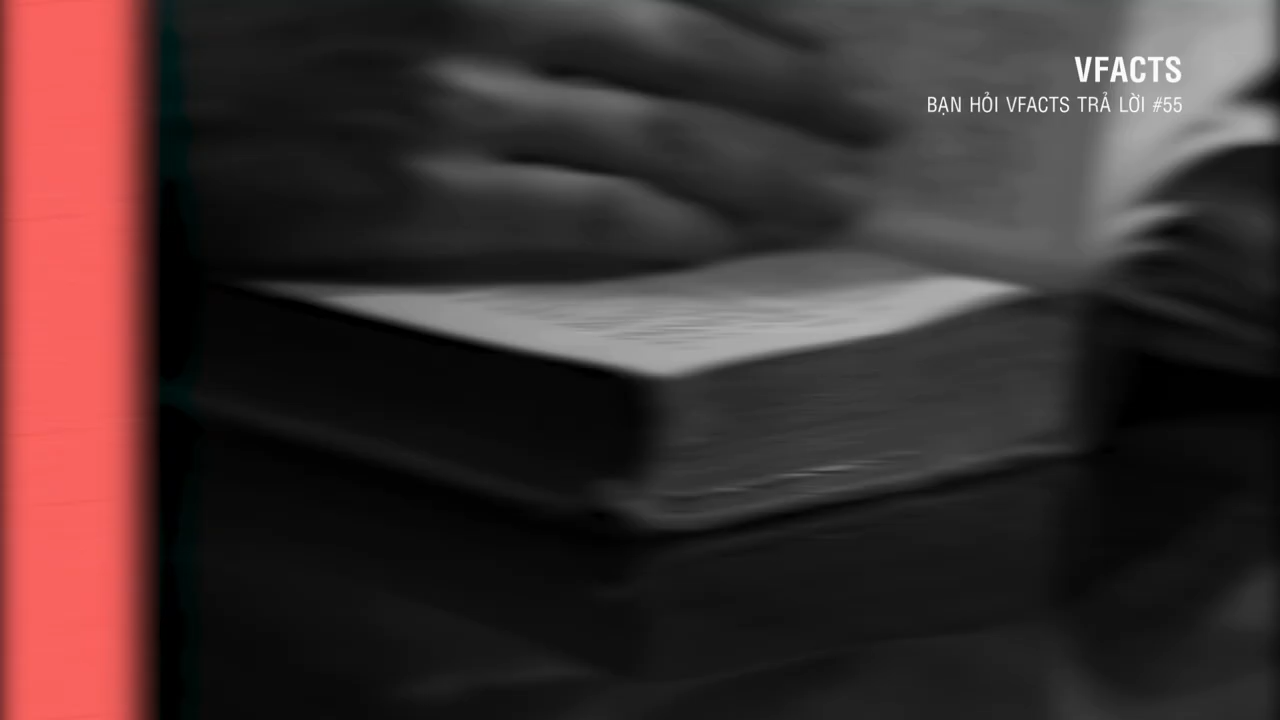 VFACTS
BẠN HỎI VFACTS TRẢ LỜI #55